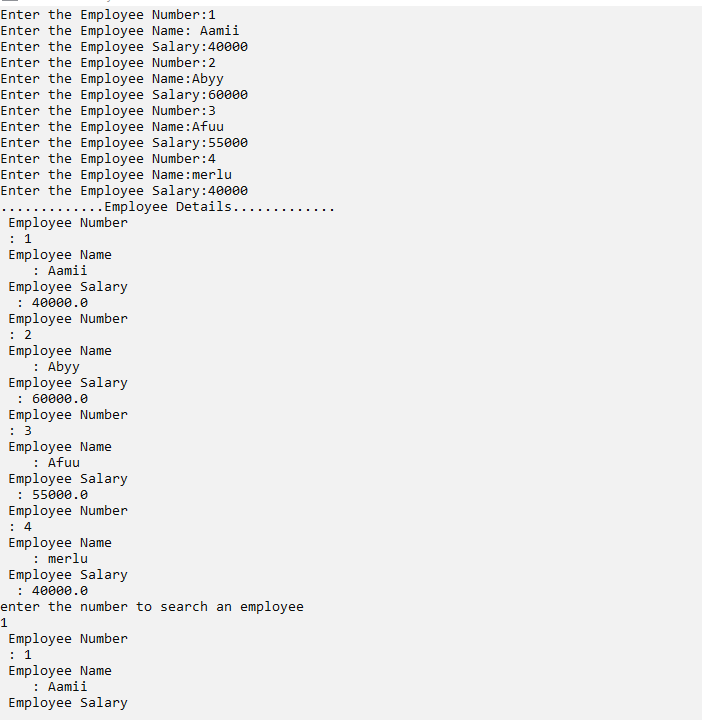 Enter the Employee Number:1
Enter the Employee Name: Aamii
Enter the Employee Salary:40000
Enter the Employee Number:2
Enter the Employee Name:Abyy
Enter the Employee Salary:60000
Enter the Employee Number:3
Enter the Employee Name:Afuu
Enter the Employee Salary:55000
Enter the Employee Number:4
Enter the Employee Name:merlu
Enter the Employee Salary:40000
.............Employee Details.............
 Employee Number
 : 1
 Employee Name
    : Aamii
 Employee Salary
  : 40000.0
 Employee Number
 : 2
 Employee Name
    : Abyy
 Employee Salary
  : 60000.0
 Employee Number
 : 3
 Employee Name
    : Afuu
 Employee Salary
  : 55000.0
 Employee Number
 : 4
 Employee Name
    : merlu
 Employee Salary
  : 40000.0
enter the number to search an employee
1
 Employee Number
 : 1
 Employee Name
    : Aamii
 Employee Salary